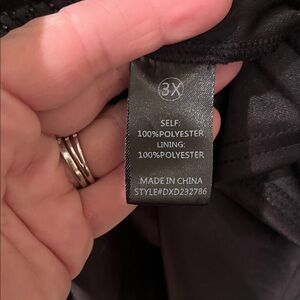 3X
SELF:
100%POLYESTER
LINING:
100%POLYESTER
MADE IN CHINA
STYLE#DXD232786